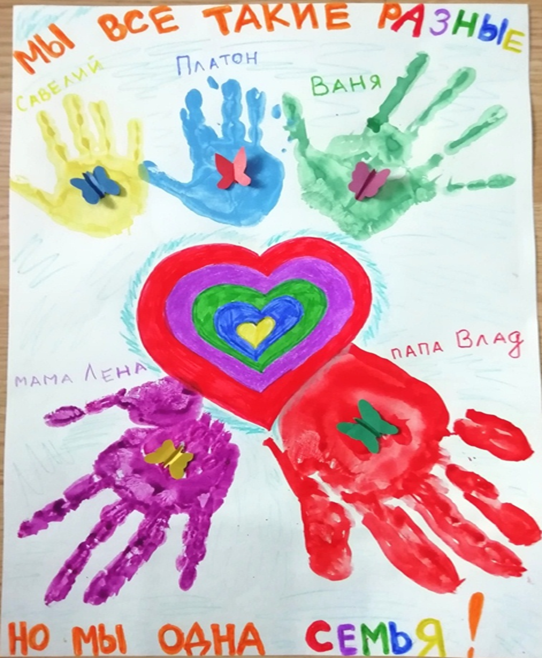 МЫ ВСЕ ТАКИЕ РАЗНЫЕ
САВЕЛИЙ
ПЛАТОН
ВАНЯ
МАМА ЛЕНА
ПАПА ВЛАД
НО МЫ ОДНА СЕМЬЯ!